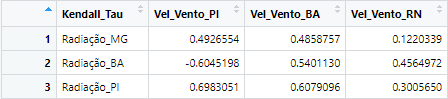 Kendall_Tau Vel_Vento_PI Vel_Vento_BA Vel_Vento_RN
1 Radiação_MG 0.4926554 0.4858757 0.1220339
2 Radiação_BA -0.6045198 0.5401130 0.4564972
3 Radiação_PI 0.6983051 0.6079096 0.3005650